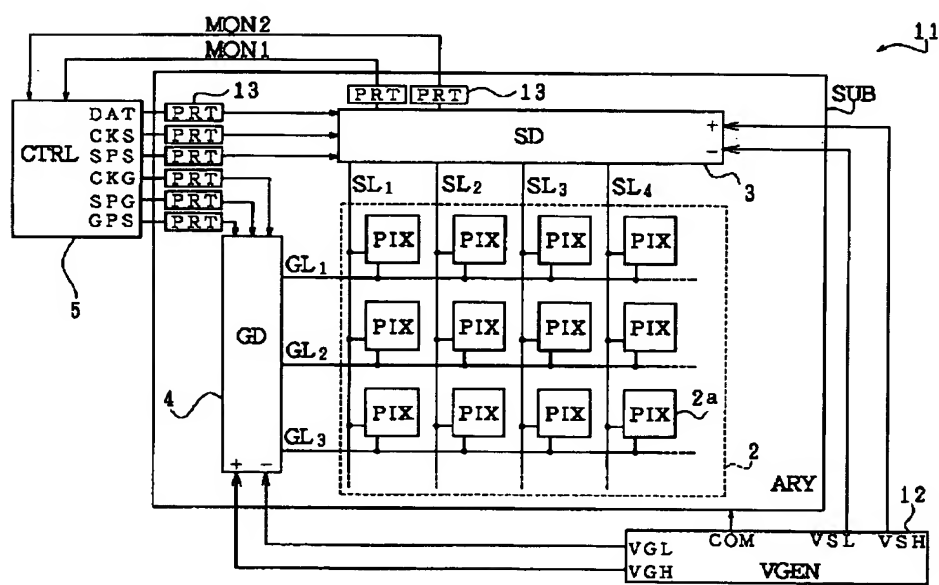 MON2
MON1
11
13
PRT PRT
13
SUB
DAT PRT
CKS PRT
SPS PRT
CKG PRT
SPG PRT
GPS PRT
CTRL
SD
+
−
5
3
SL1 SL2 SL3 SL4
PIX PIX PIX PIX
GL1
GD
PIX PIX PIX PIX
GL2
4
PIX PIX PIX PIX
2a
GL3
2
+ −
ARY
12
COM VSL VSH
VGL
VGH
VGEN